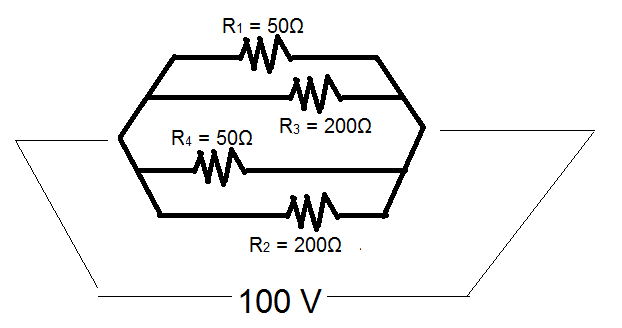 R1 = 50Ω
R3 = 200Ω
R4 = 50Ω
R2 = 200Ω
100 V